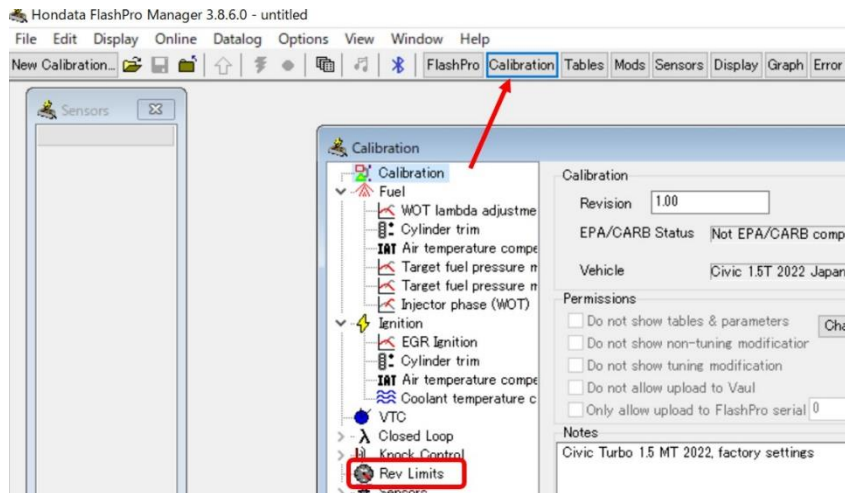 Hondata FlashPro Manager 3.8.6.0 - untitled
File Edit Display Online Datalog Options View Window Help
New Calibration... FlashPro Calibration Tables Mods Sensors Display Graph Error
Sensors
Calibration
Calibration
Fuel
WOT lambda adjustme
Cylinder trim
IAT Air temperature compe
Target fuel pressure m
Target fuel pressure m
Injector phase (WOT)
Ignition
EGR Ignition
Cylinder trim
IAT Air temperature compe
Coolant temperature c
VTC
λ Closed Loop
Knock Control
Rev Limits
Sensors
Calibration
Revision 1.00
EPA/CARB Status Not EPA/CARB comp
Vehicle Civic 1.5T 2022 Japan
Permissions
Do not show tables & parameters Cha
Do not show non-tuning modification
Do not show tuning modification
Do not allow upload to Vaul
Only allow upload to FlashPro serial 0
Notes
Civic Turbo 1.5 MT 2022, factory settings